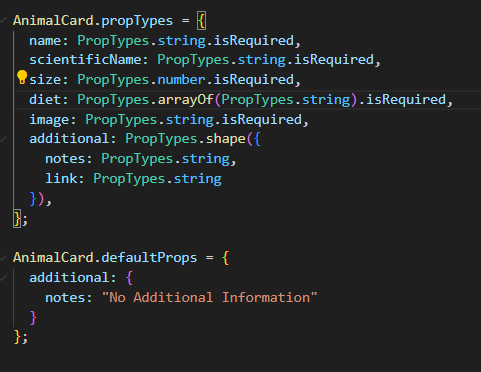 AnimalCard.propTypes = {
  name: PropTypes.string.isRequired,
  scientificName: PropTypes.string.isRequired,
  size: PropTypes.number.isRequired,
  diet: PropTypes.arrayOf(PropTypes.string).isRequired,
  image: PropTypes.string.isRequired,
  additional: PropTypes.shape({
    notes: PropTypes.string,
    link: PropTypes.string
  }),
};

AnimalCard.defaultProps = {
  additional: {
    notes: "No Additional Information"
  }
};